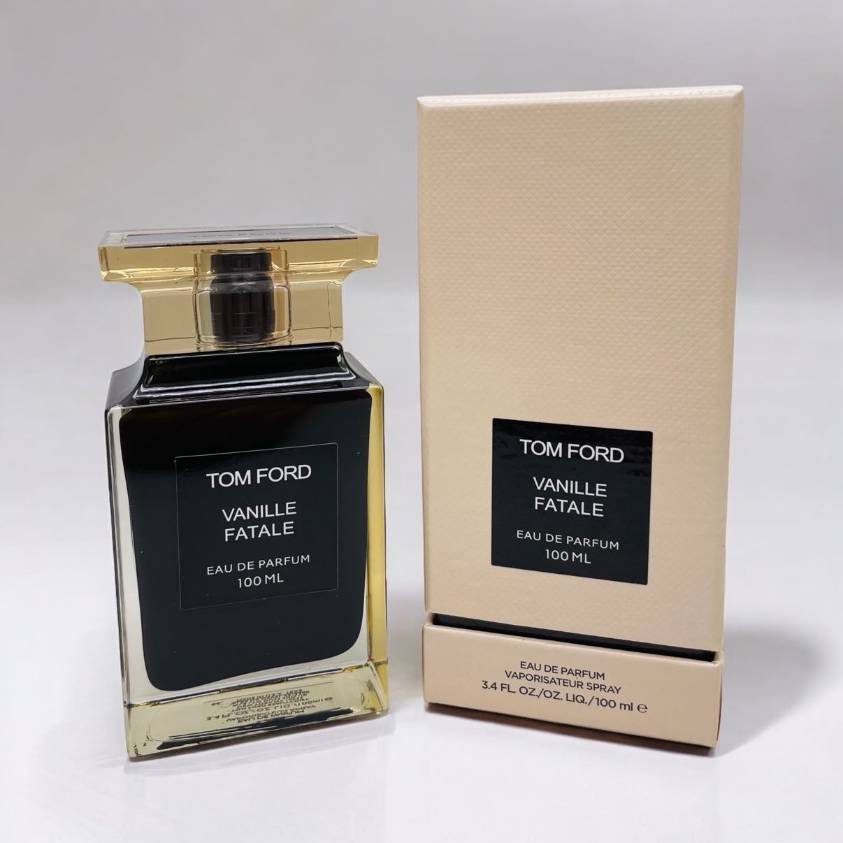 TOM FORD
VANILLE
FATALE
EAU DE PARFUM
100 ML
TOM FORD
VANILLE
FATALE
EAU DE PARFUM
100 ML
EAU DE PARFUM
VAPORISATEUR SPRAY
3.4 FL. OZ./OZ. LIQ./100 ml e